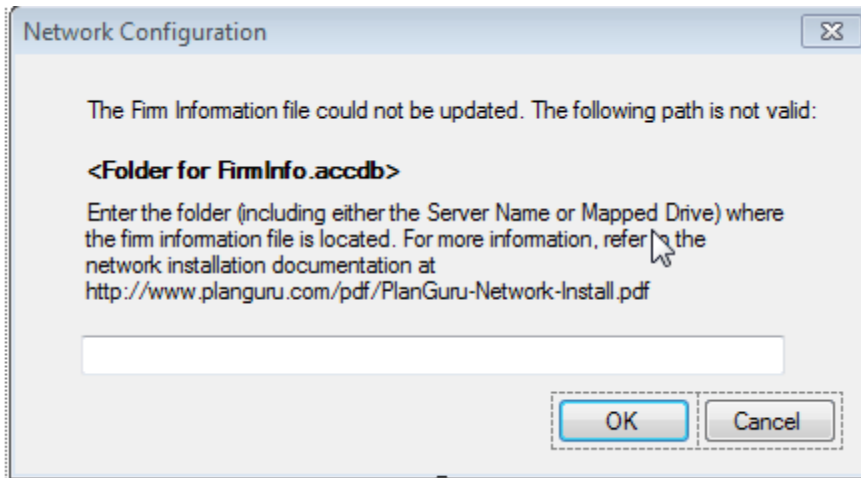 Network Configuration
The Firm Information file could not be updated. The following path is not valid:
<Folder for FirmInfo.accdb>
Enter the folder (including either the Server Name or Mapped Drive) where
the firm information file is located. For more information, refer the
network installation documentation at
http://www.planguru.com/pdf/PlanGuru-Network-Install.pdf
OK
Cancel